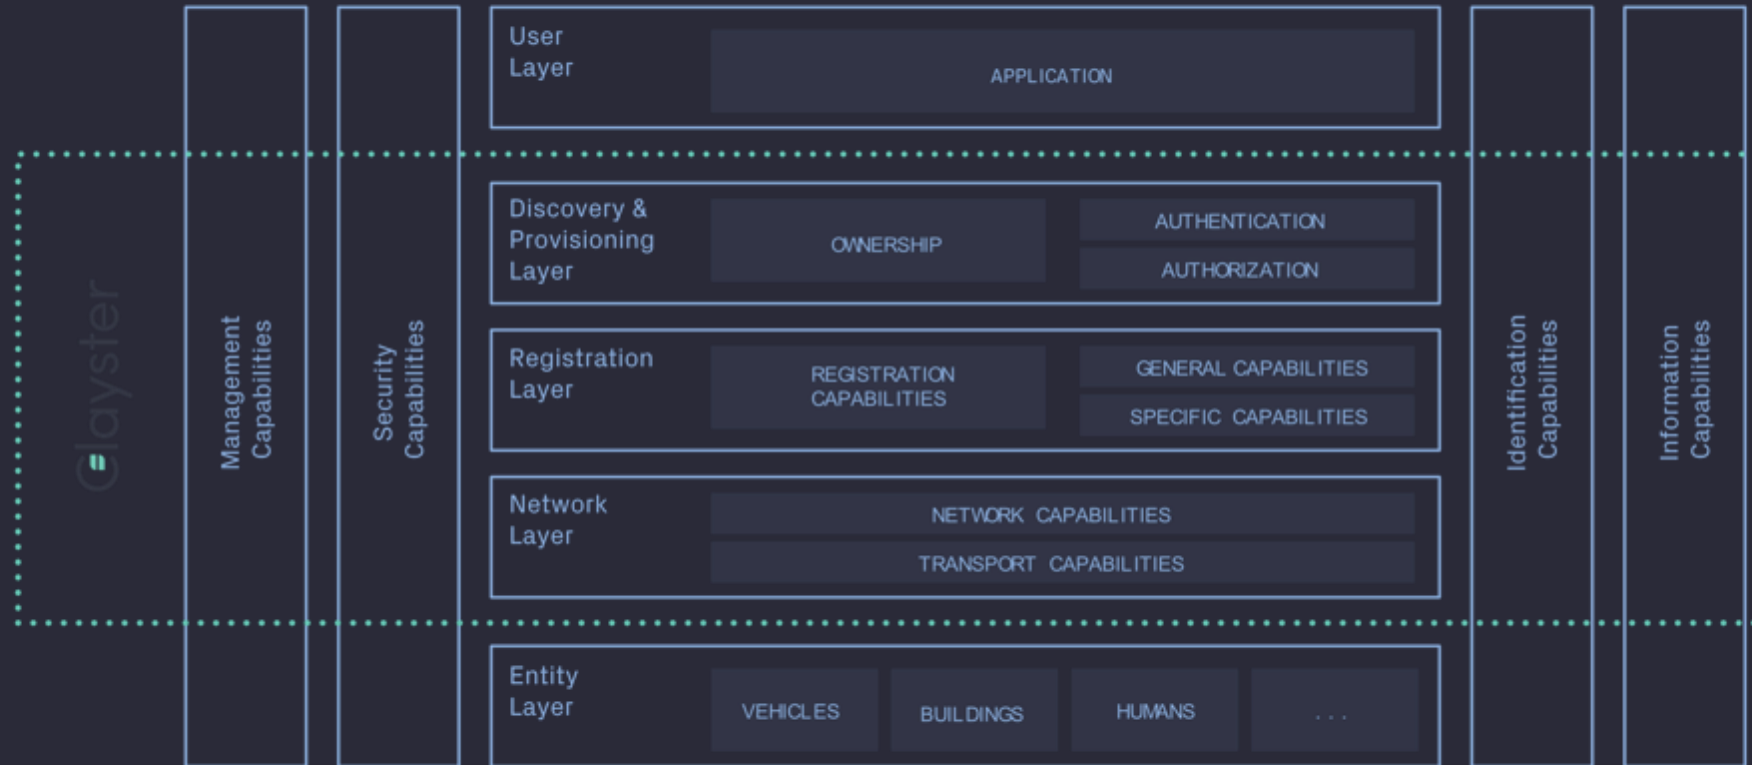 User
Layer
APPLICATION
Discovery &
Provisioning
Layer
OWNERSHIP
AUTHENTICATION
AUTHORIZATION
Registration
Layer
REGISTRATION
CAPABILITIES
GENERAL CAPABILITIES
SPECIFIC CAPABILITIES
Network
Layer
NETWORK CAPABILITIES
TRANSPORT CAPABILITIES
Entity
Layer
VEHICLES
BUILDINGS
HUMANS
...
Clayster
Management
Capabilities
Security
Capabilities
Identification
Capabilities
Information
Capabilities